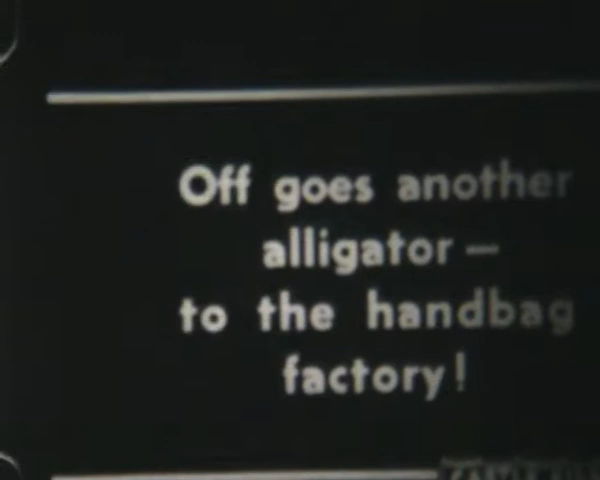 Off goes another
alligator —
to the handbag
factory!